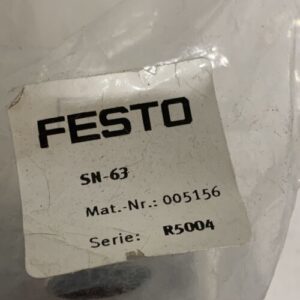 FESTO
SN-63
Mat.-Nr.: 005156
Serie: R5004